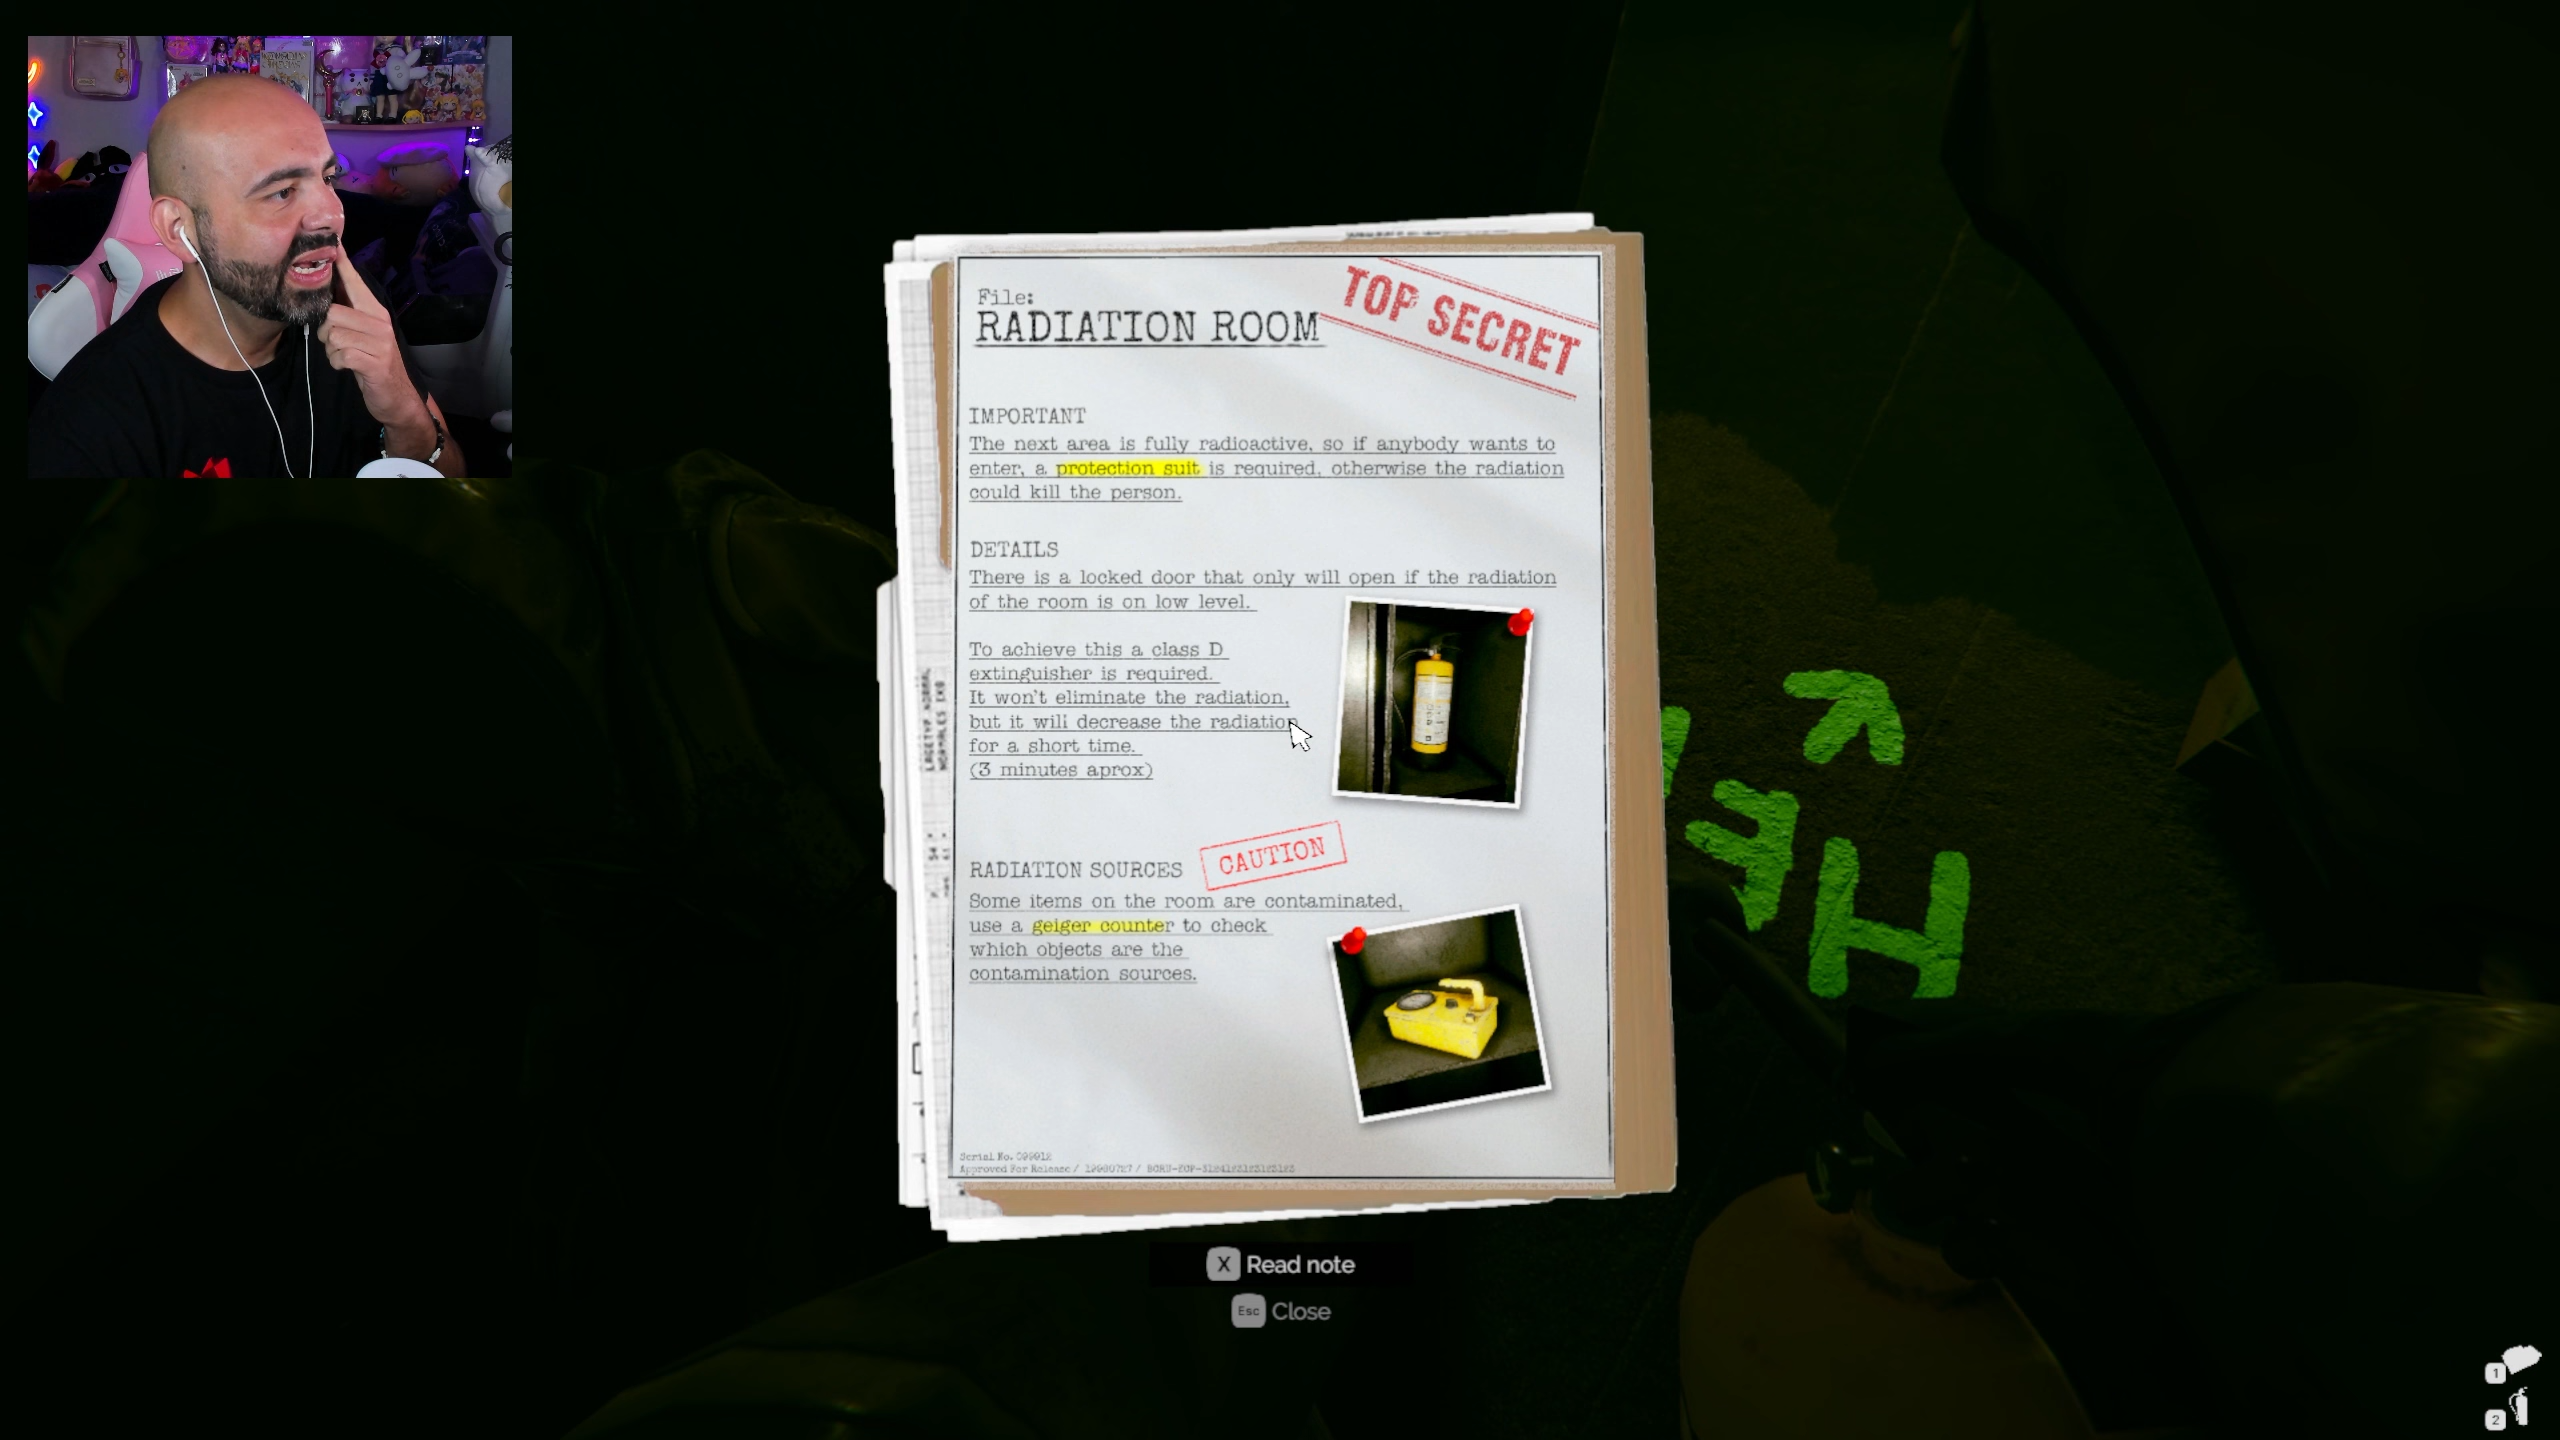 File:
RADIATION ROOM
TOP SECRET
IMPORTANT
The next area is fully radioactive, so if anybody wants to
enter, a protection suit is required, otherwise the radiation
could kill the person.
DETAILS
There is a locked door that only will open if the radiation
of the room is on low level.
To achieve this a class D
extinguisher is required.
It won't eliminate the radiation,
but it will decrease the radiation
for a short time.
(3 minutes aprox)
RADIATION SOURCES
CAUTION
Some items on the room are contaminated,
use a geiger counter to check
which objects are the
contamination sources.
Serial No. 099912
Approved For Release /
X Read note
Esc Close
1
2